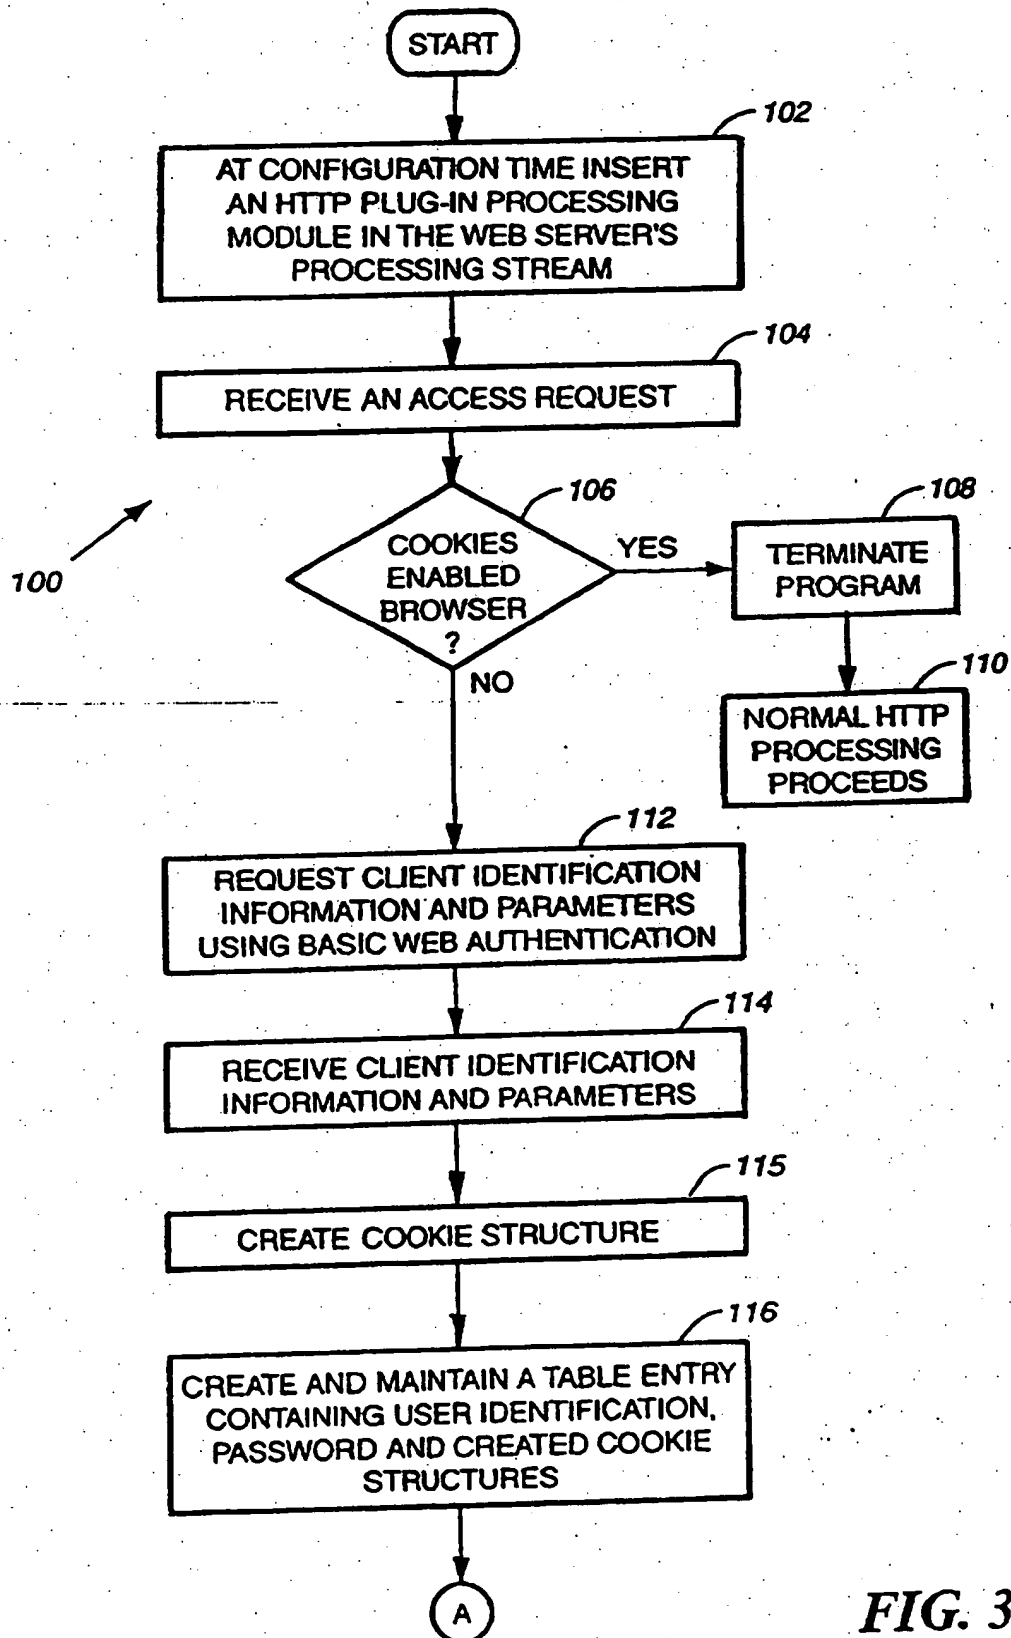 START
102
AT CONFIGURATION TIME INSERT
AN HTTP PLUG-IN PROCESSING
MODULE IN THE WEB SERVER'S
PROCESSING STREAM
104
RECEIVE AN ACCESS REQUEST
100
106
COOKIES
ENABLED
BROWSER
?
YES
108
TERMINATE
PROGRAM
NO
110
NORMAL HTTP
PROCESSING
PROCEEDS
112
REQUEST CLIENT IDENTIFICATION
INFORMATION AND PARAMETERS
USING BASIC WEB AUTHENTICATION
114
RECEIVE CLIENT IDENTIFICATION
INFORMATION AND PARAMETERS
115
CREATE COOKIE STRUCTURE
116
CREATE AND MAINTAIN A TABLE ENTRY
CONTAINING USER IDENTIFICATION,
PASSWORD AND CREATED COOKIE
STRUCTURES
A
FIG. 3